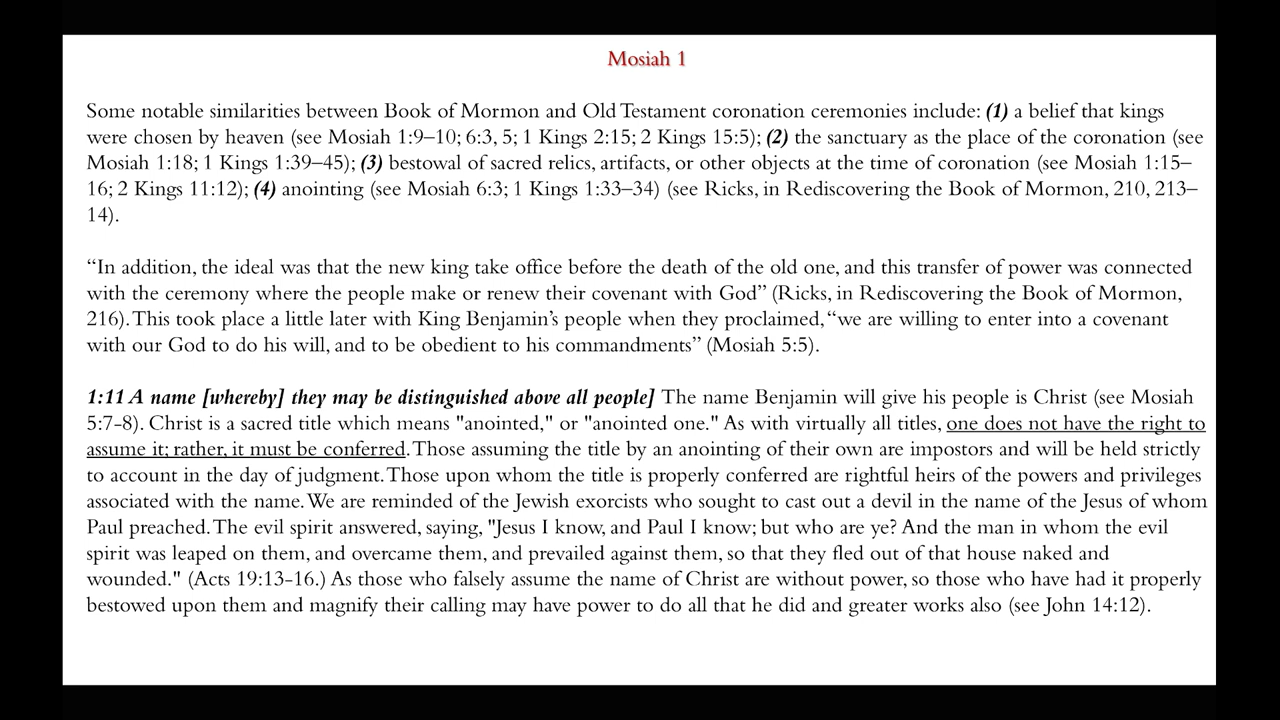 Mosiah 1
Some notable similarities between Book of Mormon and Old Testament coronation ceremonies include: (1) a belief that kings
were chosen by heaven (see Mosiah 1:9–10; 6:3, 5; 1 Kings 2:15; 2 Kings 15:5); (2) the sanctuary as the place of the coronation (see
Mosiah 1:18; 1 Kings 1:39–45); (3) bestowal of sacred relics, artifacts, or other objects at the time of coronation (see Mosiah 1:15–
16; 2 Kings 11:12); (4) anointing (see Mosiah 6:3; 1 Kings 1:33–34) (see Ricks, in Rediscovering the Book of Mormon, 210, 213–
14).
“In addition, the ideal was that the new king take office before the death of the old one, and this transfer of power was connected
with the ceremony where the people make or renew their covenant with God” (Ricks, in Rediscovering the Book of Mormon,
216). This took place a little later with King Benjamin’s people when they proclaimed, “we are willing to enter into a covenant
with our God to do his will, and to be obedient to his commandments” (Mosiah 5:5).
1:11 A name [whereby] they may be distinguished above all people] The name Benjamin will give his people is Christ (see Mosiah
5:7-8). Christ is a sacred title which means "anointed," or "anointed one." As with virtually all titles, one does not have the right to
assume it; rather, it must be conferred. Those assuming the title by an anointing of their own are impostors and will be held strictly
to account in the day of judgment. Those upon whom the title is properly conferred are rightful heirs of the powers and privileges
associated with the name. We are reminded of the Jewish exorcists who sought to cast out a devil in the name of the Jesus of whom
Paul preached. The evil spirit answered, saying, "Jesus I know, and Paul I know; but who are ye? And the man in whom the evil
spirit was leaped on them, and overcame them, and prevailed against them, so that they fled out of that house naked and
wounded." (Acts 19:13-16.) As those who falsely assume the name of Christ are without power, so those who have had it properly
bestowed upon them and magnify their calling may have power to do all that he did and greater works also (see John 14:12).